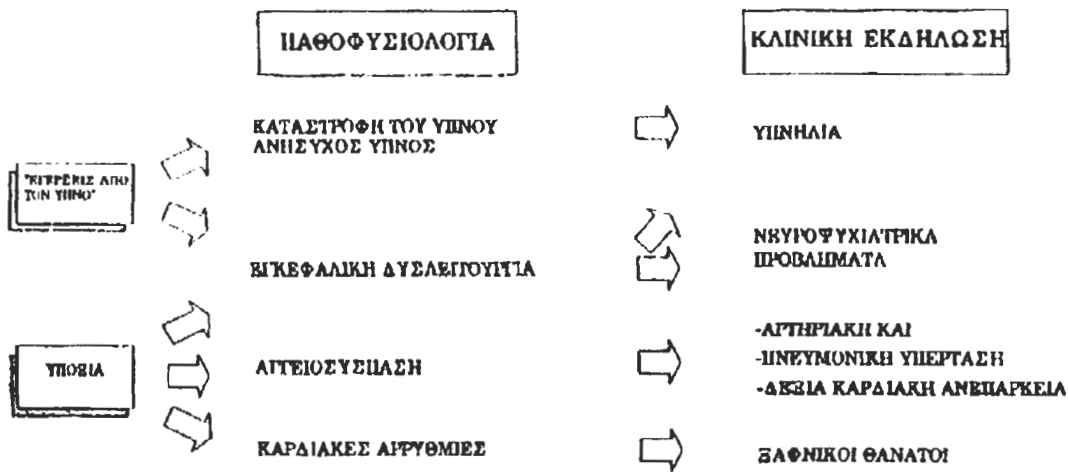 ΠΑΘΟΦΥΣΙΟΛΟΓΙΑ
ΚΛΙΝΙΚΗ ΕΚΔΗΛΩΣΗ
ΚΑΤΑΣΤΡΟΦΗ ΤΟΥ ΥΠΝΟΥ
ΑΝΗΣΥΧΟΣ ΥΠΝΟΣ
ΥΠΝΗΛΙΑ
"ΕΓΕΡΣΕΙΣ ΑΠΟ
ΤΟΝ ΥΠΝΟ"
ΕΓΚΕΦΑΛΙΚΗ ΔΥΣΛΕΙΤΟΥΡΓΙΑ
ΝΕΥΡΟΨΥΧΙΑΤΡΙΚΑ
ΠΡΟΒΛΗΜΑΤΑ
ΥΠΟΞΙΑ
ΑΓΓΕΙΟΣΥΣΠΑΣΗ
-ΑΡΤΗΡΙΑΚΗ ΚΑΙ
-ΠΝΕΥΜΟΝΙΚΗ ΥΠΕΡΤΑΣΗ
-ΔΕΞΙΑ ΚΑΡΔΙΑΚΗ ΑΝΕΠΑΡΚΕΙΑ
ΚΑΡΔΙΑΚΕΣ ΑΡΡΥΘΜΙΕΣ
ΞΑΦΝΙΚΟΙ ΘΑΝΑΤΟΙ